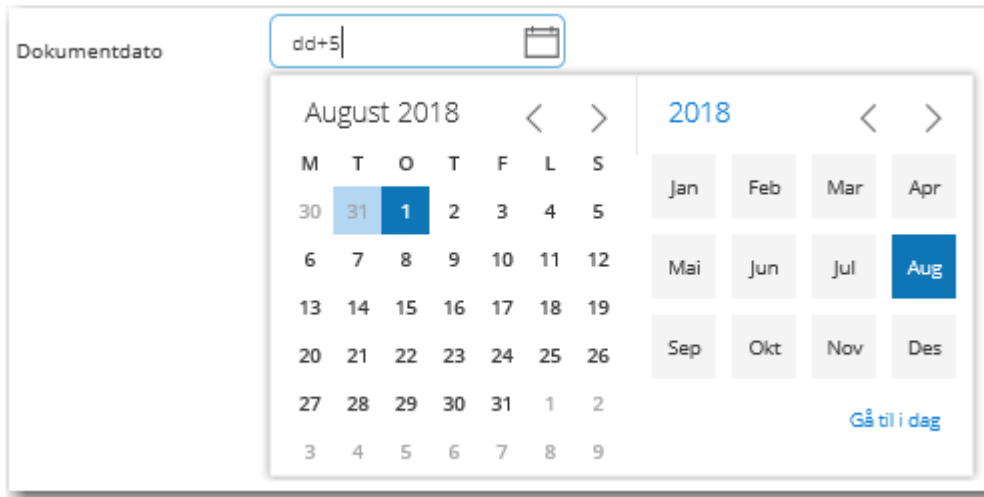 Dokumentdato dd+5
August 2018
M T O T F L S
30 31 1 2 3 4 5
6 7 8 9 10 11 12
13 14 15 16 17 18 19
20 21 22 23 24 25 26
27 28 29 30 31 1 2
3 4 5 6 7 8 9
2018
Jan Feb Mar Apr
Mai Jun Jul Aug
Sep Okt Nov Des
Gå til i dag